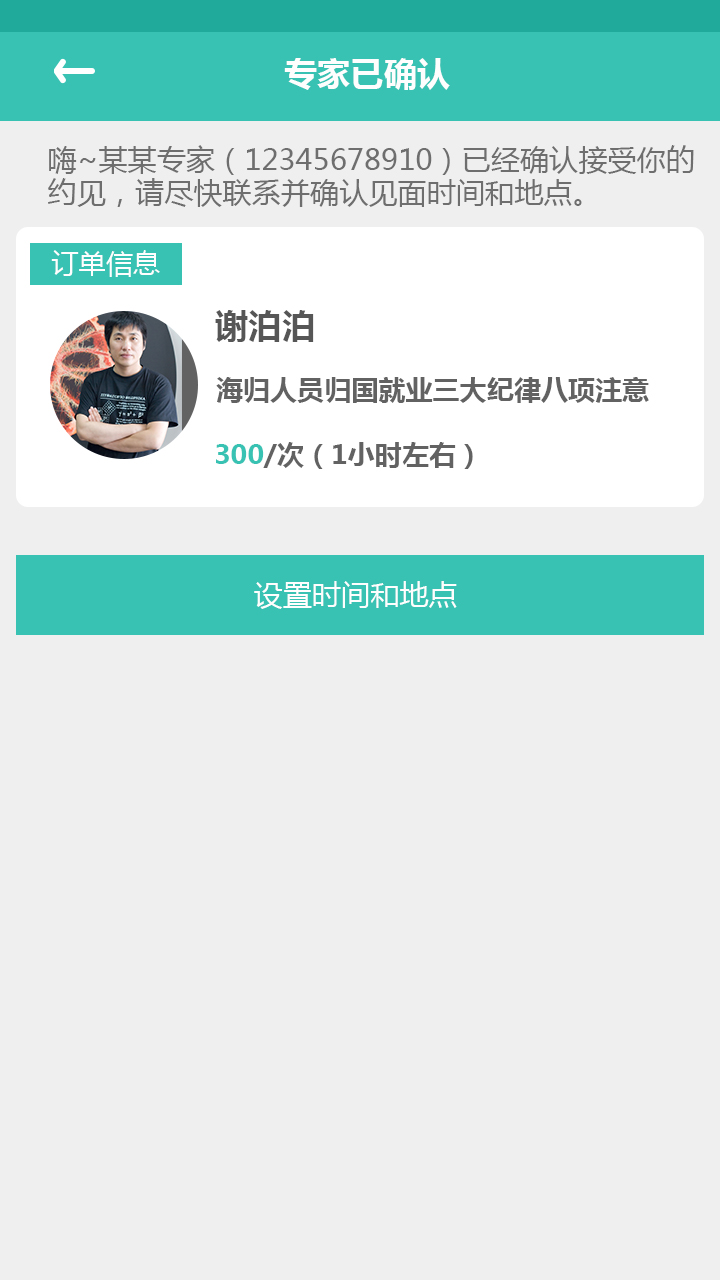 专家已确认
嗨~某某专家（12345678910）已经确认接受你的
约见，请尽快联系并确认见面时间和地点。
订单信息
谢泊泊
海归人员归国就业三大纪律八项注意
300/次（1小时左右）
设置时间和地点